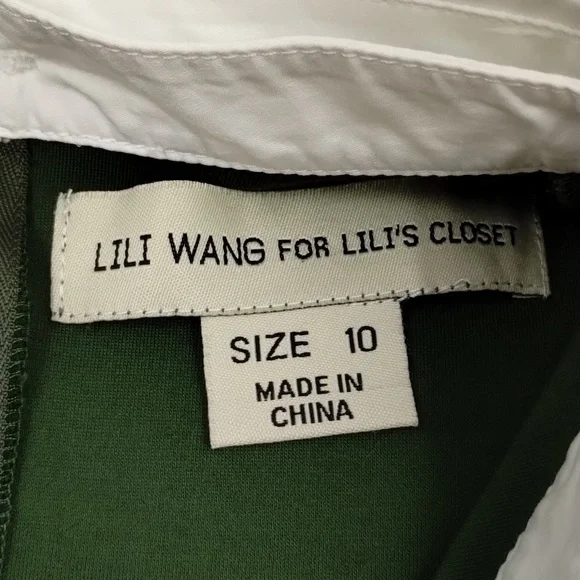 LILI WANG FOR LILI'S CLOSET
SIZE 10
MADE IN
CHINA